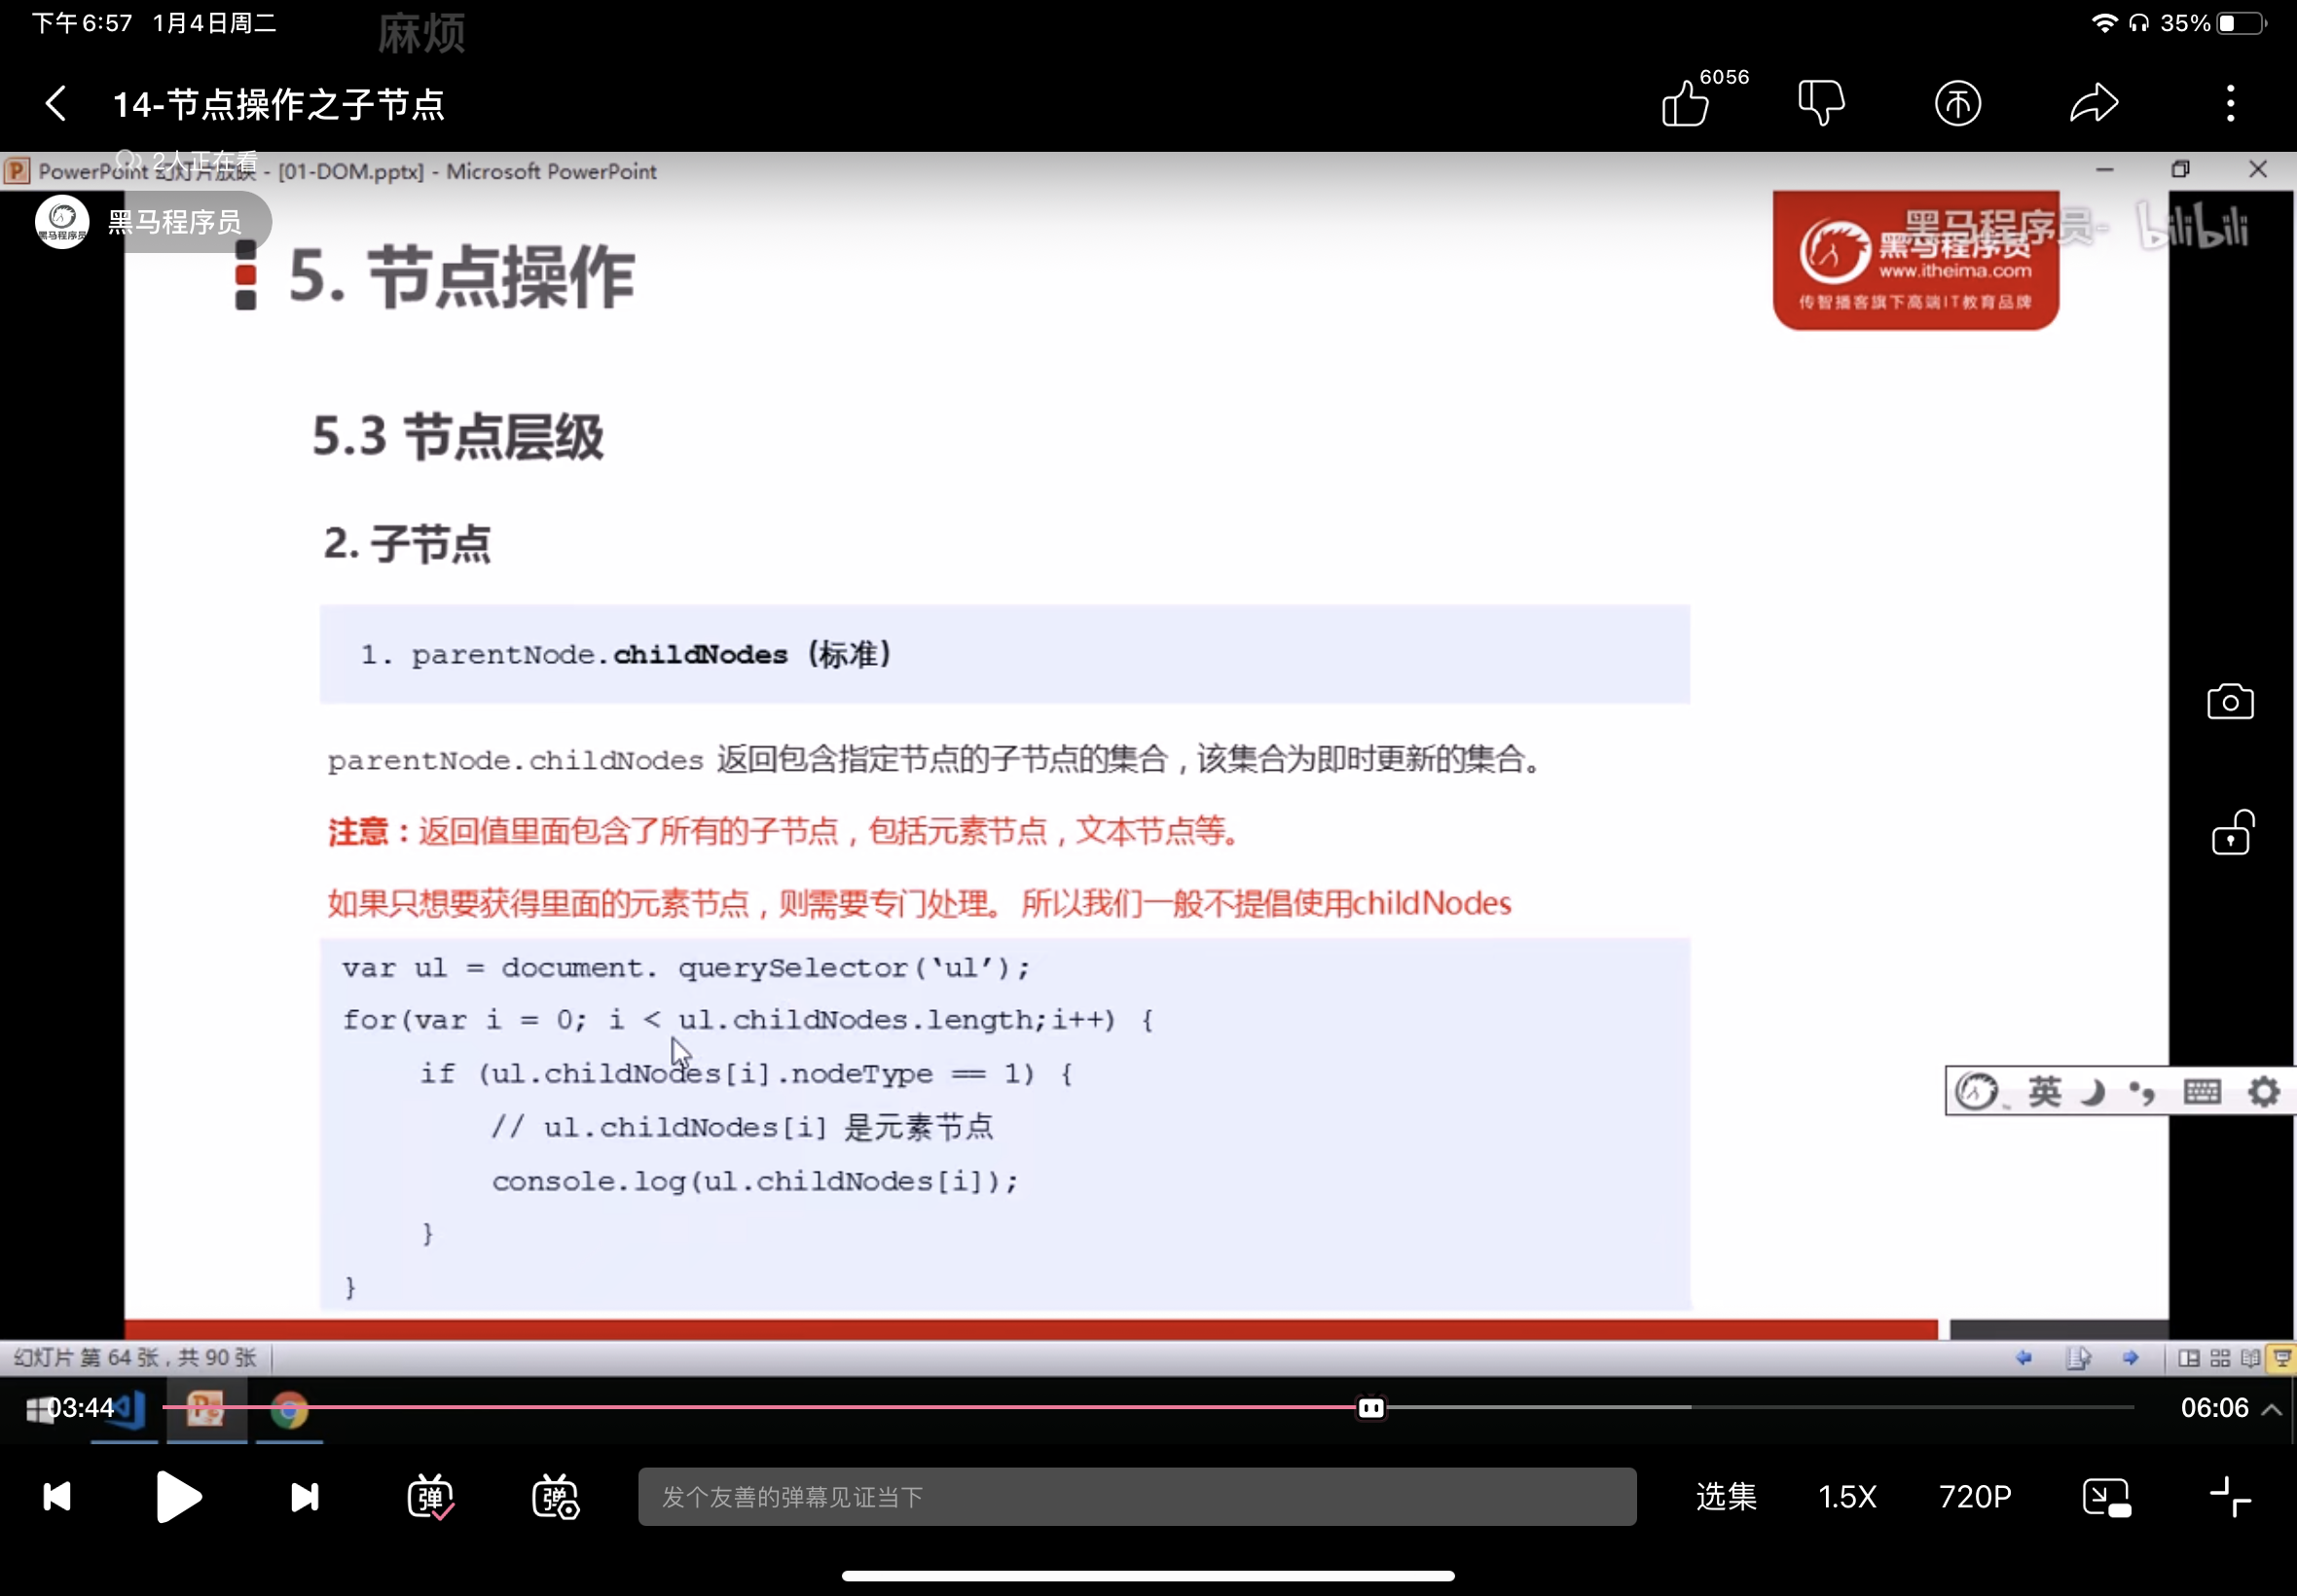 下午6:57 1月4日周二
麻烦
35%
14-节点操作之子节点
6056
2人正在看
PowerPoint 幻灯片放映 - [01-DOM.pptx] - Microsoft PowerPoint
黑马程序员
黑马程序员
黑马程序员- bilibili
黑马程序员
www.itheima.com
传智播客旗下高端IT教育品牌
5. 节点操作
5.3 节点层级
2. 子节点
1. parentNode.childNodes（标准）
parentNode.childNodes 返回包含指定节点的子节点的集合，该集合为即时更新的集合。
注意：返回值里面包含了所有的子节点，包括元素节点，文本节点等。
如果只想要获得里面的元素节点，则需要专门处理。 所以我们一般不提倡使用childNodes
var ul = document. querySelector(‘ul’);
for(var i = 0; i < ul.childNodes.length;i++) {
if (ul.childNodes[i].nodeType == 1) {
// ul.childNodes[i] 是元素节点
console.log(ul.childNodes[i]);
}
}
英
幻灯片 第 64 张，共 90 张
03:44
06:06
弹
弹
发个友善的弹幕见证当下
选集
1.5X
720P